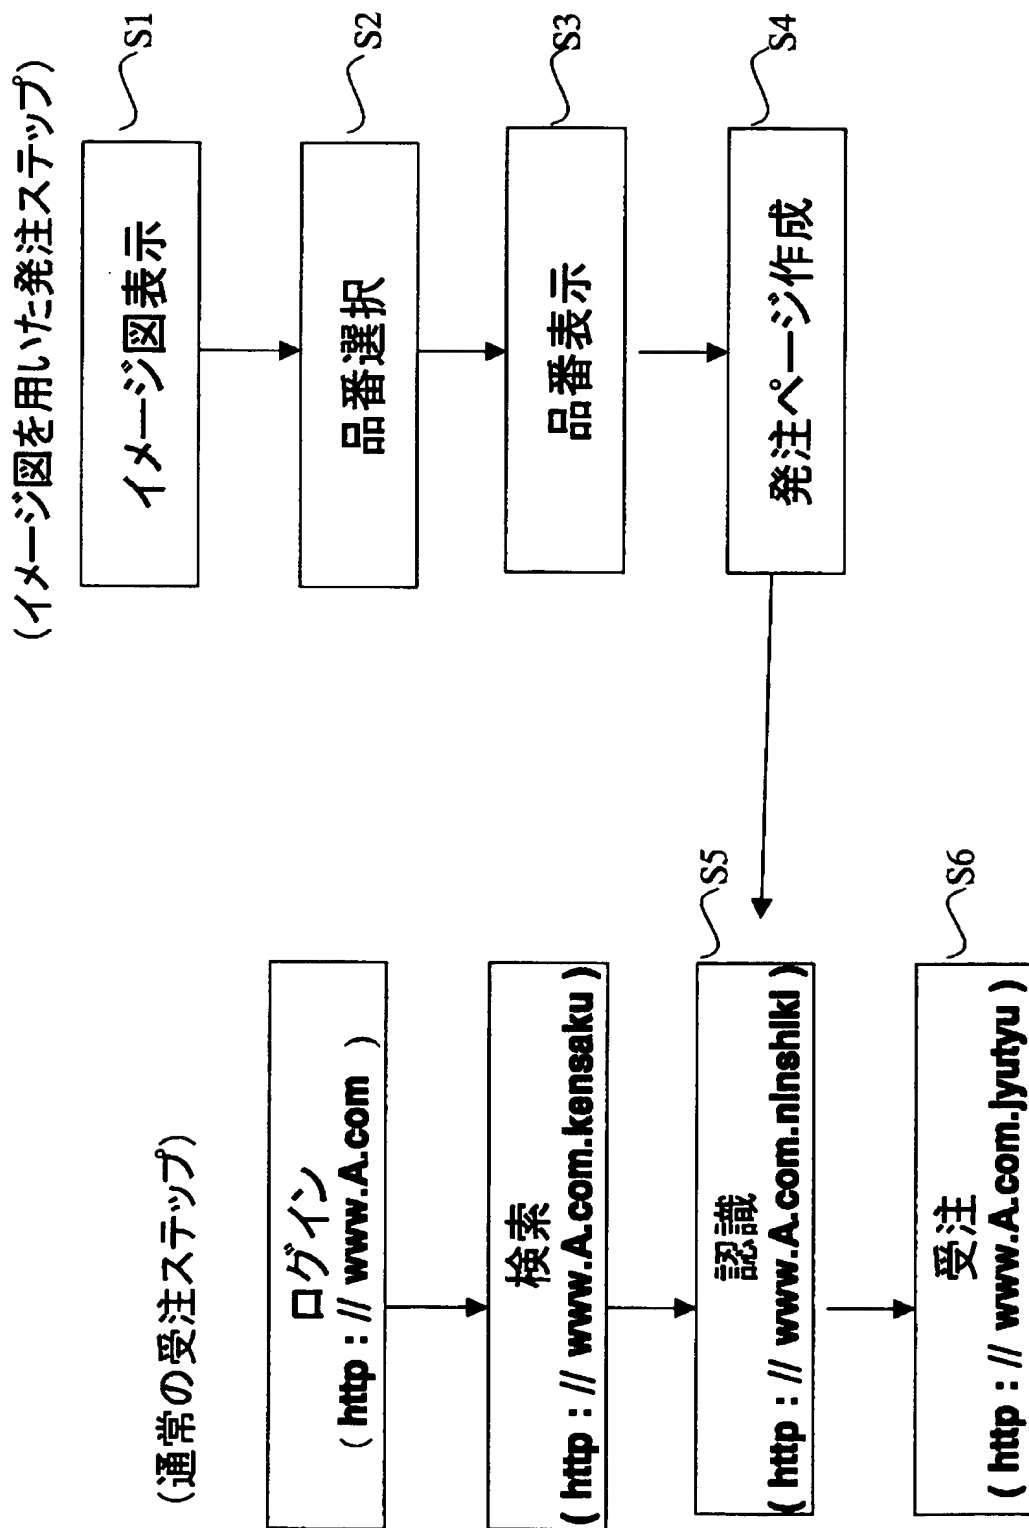 (イメージ図を用いた発注ステップ)
イメージ図表示
S1
品番選択
S2
品番表示
S3
発注ページ作成
S4
(通常の受注ステップ)
ログイン
( http : // www.A.com )
検索
( http : // www.A.com.kensaku )
認識
( http : // www.A.com.ninshiki )
S5
受注
( http : // www.A.com.jyutyu )
S6